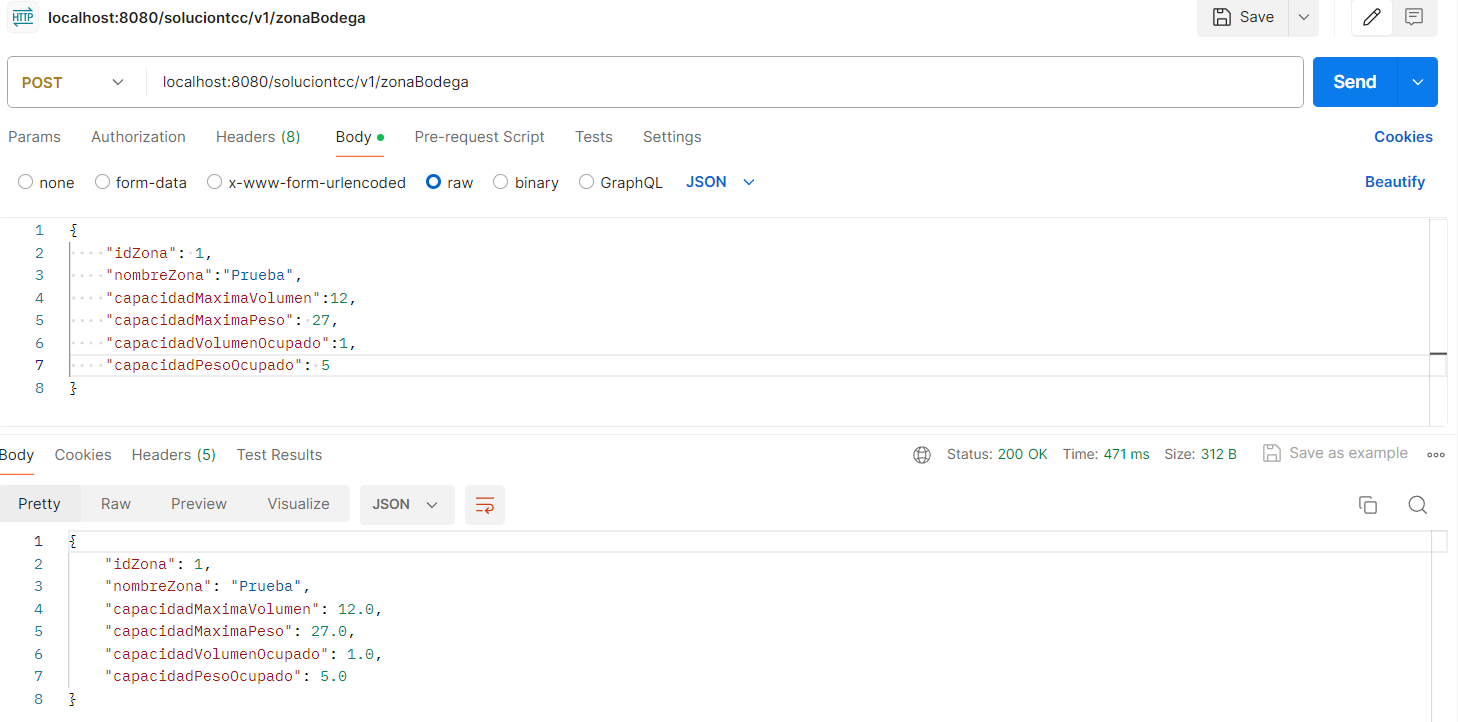 HTTP localhost:8080/soluciontcc/v1/zonaBodega Save
POST localhost:8080/soluciontcc/v1/zonaBodega Send
Params Authorization Headers (8) Body Pre-request Script Tests Settings Cookies
none form-data x-www-form-urlencoded raw binary GraphQL JSON Beautify
1 {
2 "idZona": 1,
3 "nombreZona":"Prueba",
4 "capacidadMaximaVolumen":12,
5 "capacidadMaximaPeso": 27,
6 "capacidadVolumenOcupado":1,
7 "capacidadPesoOcupado": 5
8 }
Body Cookies Headers (5) Test Results Status: 200 OK Time: 471 ms Size: 312 B Save as example
Pretty Raw Preview Visualize JSON
1 {
2 "idZona": 1,
3 "nombreZona": "Prueba",
4 "capacidadMaximaVolumen": 12.0,
5 "capacidadMaximaPeso": 27.0,
6 "capacidadVolumenOcupado": 1.0,
7 "capacidadPesoOcupado": 5.0
8 }